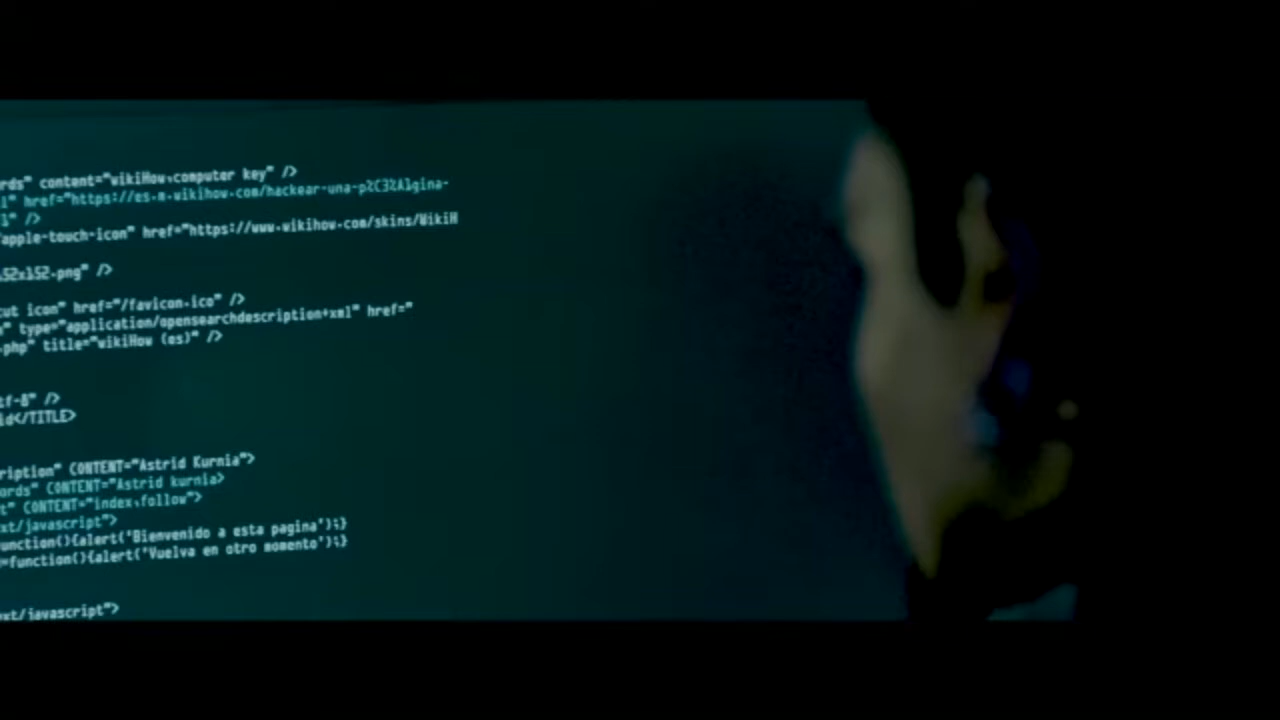 rds" content="wikiHow,computer key" />
l" href="https://es.m.wikihow.com/hackear-una-p%C3%A1gina-
l" />
apple-touch-icon" href="https://www.wikihow.com/skins/WikiH
152x152.png" />
cut icon" href="/favicon.ico" />
" type="application/opensearchdescription+xml" href="
.php" title="wikiHow (es)" />
tf-8" />
id</TITLE>
ription" CONTENT="Astrid Kurnia">
ords" CONTENT="Astrid kurnia>
t" CONTENT="index,follow">
xt/javascript">
unction(){alert('Bienvenido a esta pagina');}
=function(){alert('Vuelva en otro momento');}
xt/javascript">